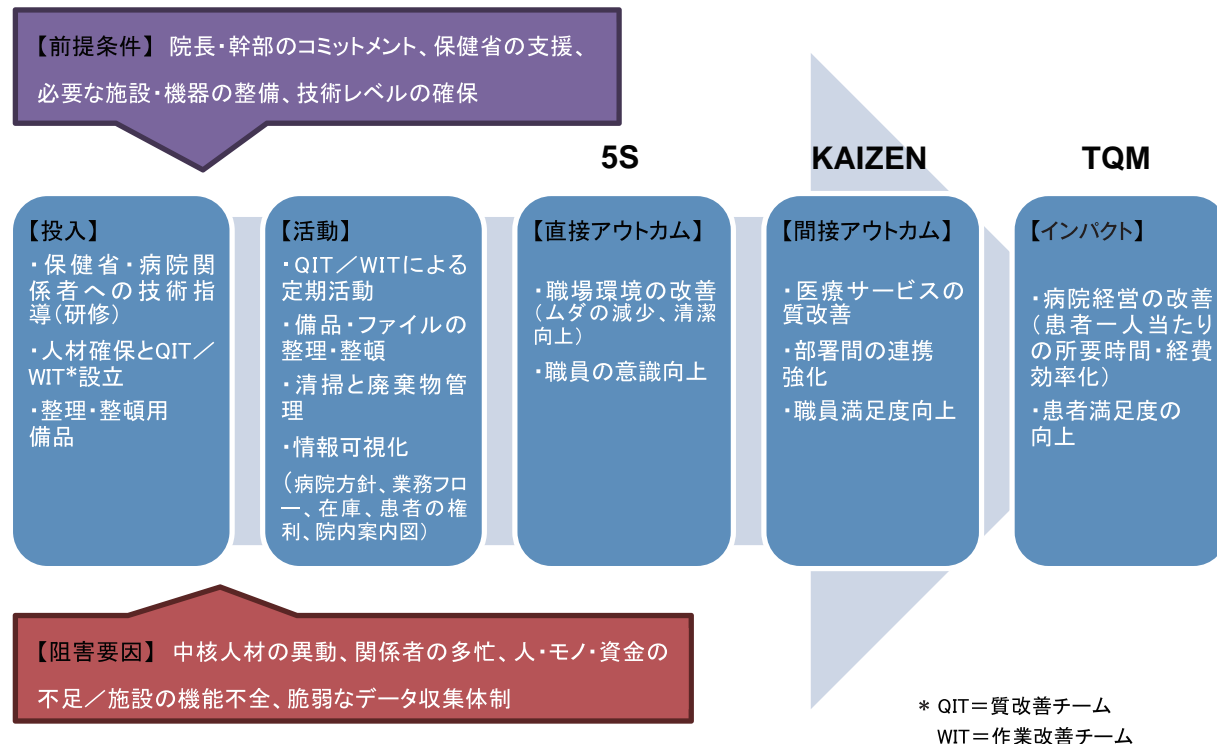 【前提条件】 院長・幹部のコミットメント、保健省の支援、
必要な施設・機器の整備、技術レベルの確保
5S
KAIZEN
TQM
【投入】
・保健省・病院関
係者への技術指
導(研修)
・人材確保とQIT／
WIT*設立
・整理・整頓用
備品
【活動】
・QIT／WITによる
定期活動
・備品・ファイルの
整理・整頓
・清掃と廃棄物管
理
・情報可視化
（病院方針、業務フロ
ー、在庫、患者の権
利、院内案内図）
【直接アウトカム】
・職場環境の改善
（ムダの減少、清潔
向上）
・職員の意識向上
【間接アウトカム】
・医療サービスの
質改善
・部署間の連携
強化
・職員満足度向上
【インパクト】
・病院経営の改善
（患者一人当たり
の所要時間・経費
効率化）
・患者満足度の
向上
【阻害要因】 中核人材の異動、関係者の多忙、人・モノ・資金の
不足／施設の機能不全、脆弱なデータ収集体制
* QIT＝質改善チーム
WIT＝作業改善チーム